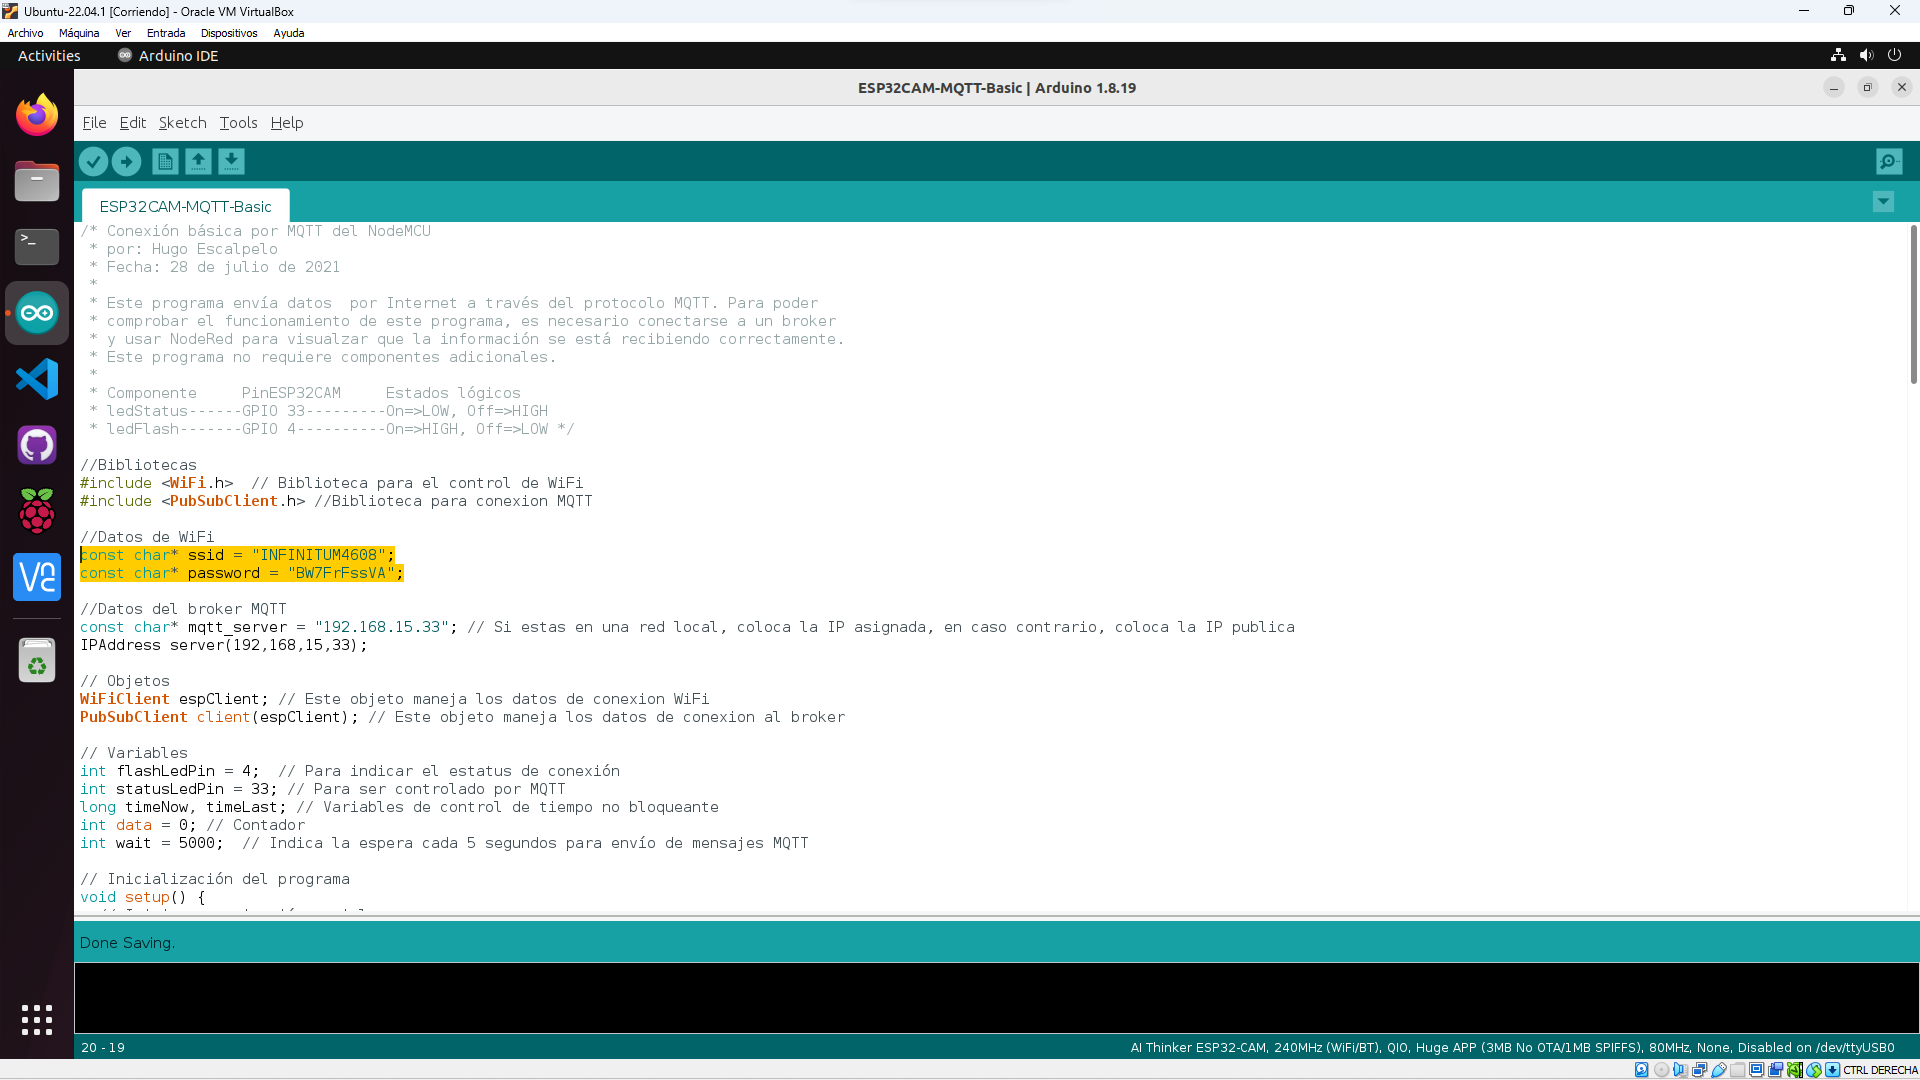 Ubuntu-22.04.1 [Corriendo] - Oracle VM VirtualBox
Archivo Máquina Ver Entrada Dispositivos Ayuda
Activities Arduino IDE
ESP32CAM-MQTT-Basic | Arduino 1.8.19
File Edit Sketch Tools Help
ESP32CAM-MQTT-Basic
/* Conexión básica por MQTT del NodeMCU
 * por: Hugo Escalpelo
 * Fecha: 28 de julio de 2021
 *
 * Este programa envía datos  por Internet a través del protocolo MQTT. Para poder
 * comprobar el funcionamiento de este programa, es necesario conectarse a un broker
 * y usar NodeRed para visualzar que la información se está recibiendo correctamente.
 * Este programa no requiere componentes adicionales.
 *
 * Componente     PinESP32CAM     Estados lógicos
 * ledStatus------GPIO 33---------On=>LOW, Off=>HIGH
 * ledFlash-------GPIO 4----------On=>HIGH, Off=>LOW */
//Bibliotecas
#include <WiFi.h>  // Biblioteca para el control de WiFi
#include <PubSubClient.h> //Biblioteca para conexion MQTT
//Datos de WiFi
const char* ssid = "INFINITUM4608";
const char* password = "BW7FrFssVA";
//Datos del broker MQTT
const char* mqtt_server = "192.168.15.33"; // Si estas en una red local, coloca la IP asignada, en caso contrario, coloca la IP publica
IPAddress server(192,168,15,33);
// Objetos
WiFiClient espClient; // Este objeto maneja los datos de conexion WiFi
PubSubClient client(espClient); // Este objeto maneja los datos de conexion al broker
// Variables
int flashLedPin = 4;  // Para indicar el estatus de conexión
int statusLedPin = 33; // Para ser controlado por MQTT
long timeNow, timeLast; // Variables de control de tiempo no bloqueante
int data = 0; // Contador
int wait = 5000;  // Indica la espera cada 5 segundos para envío de mensajes MQTT
// Inicialización del programa
void setup() {
Done Saving.
20 - 19 AI Thinker ESP32-CAM, 240MHz (WiFi/BT), QIO, Huge APP (3MB No OTA/1MB SPIFFS), 80MHz, None, Disabled on /dev/ttyUSB0
CTRL DERECHA